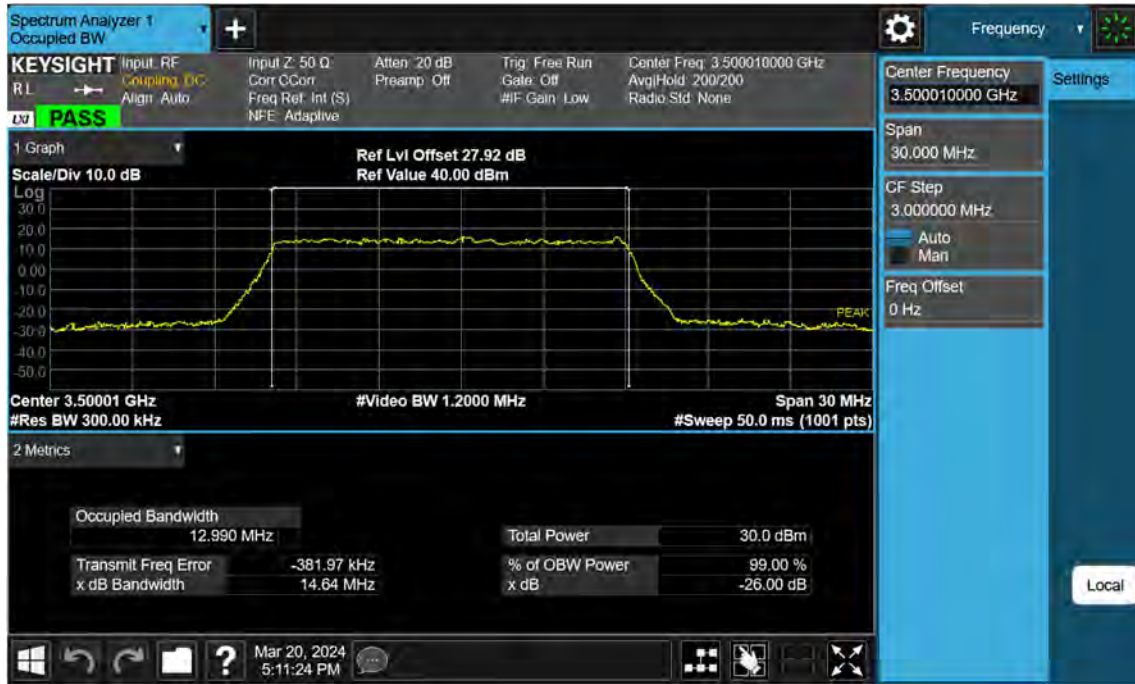 Spectrum Analyzer 1
Occupied BW
+
Frequency
KEYSIGHT
R L
LXI PASS
Input: RF
Coupling: DC
Align: Auto
Input Z: 50 Ω
Corr CCorr
Freq Ref: Int (S)
NFE: Adaptive
Atten: 20 dB
Preamp: Off
Trig: Free Run
Gate: Off
#IF Gain: Low
Center Freq: 3.500010000 GHz
Avg|Hold: 200/200
Radio Std: None
1 Graph
Scale/Div 10.0 dB
Ref Lvl Offset 27.92 dB
Ref Value 40.00 dBm
Log
30.0
20.0
10.0
0.00
-10.0
-20.0
-30.0
-40.0
-50.0
PEAK
Center 3.50001 GHz
#Res BW 300.00 kHz
#Video BW 1.2000 MHz
Span 30 MHz
#Sweep 50.0 ms (1001 pts)
2 Metrics
Occupied Bandwidth
12.990 MHz
Transmit Freq Error -381.97 kHz
x dB Bandwidth 14.64 MHz
Total Power 30.0 dBm
% of OBW Power 99.00 %
x dB -26.00 dB
Center Frequency
3.500010000 GHz
Span
30.000 MHz
CF Step
3.000000 MHz
Auto
Man
Freq Offset
0 Hz
Settings
Local
?
Mar 20, 2024
5:11:24 PM